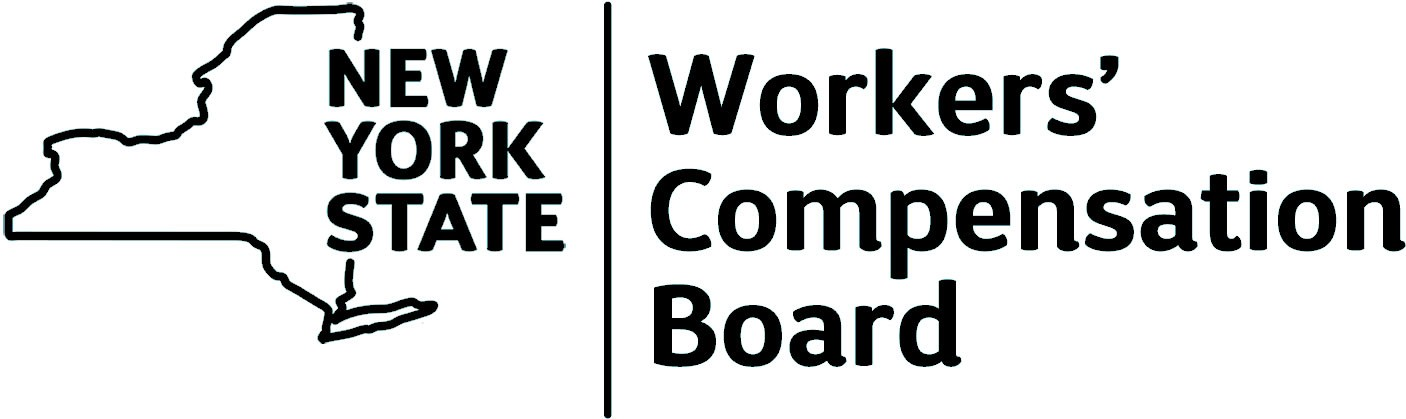 NEW
YORK
STATE
Workers’
Compensation
Board